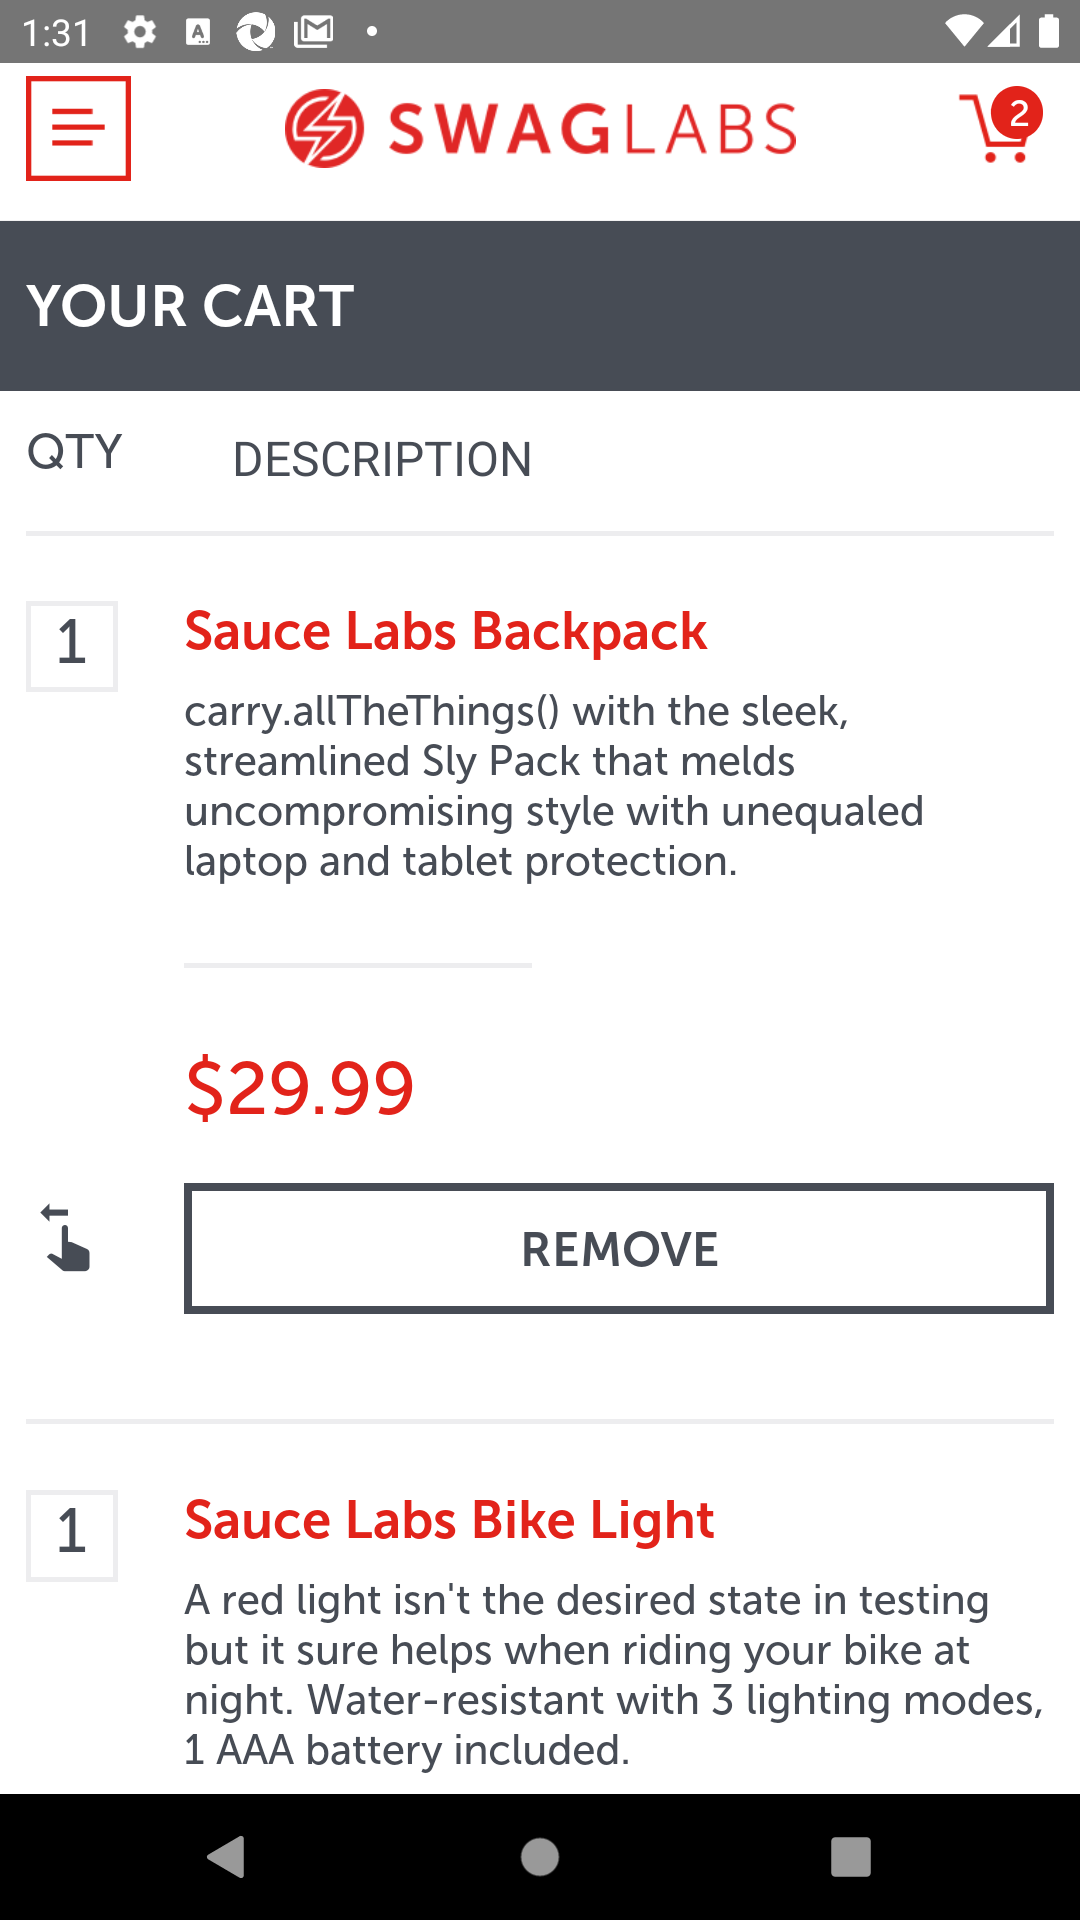 1:31
SWAGLABS
2
YOUR CART
QTY
DESCRIPTION
1
Sauce Labs Backpack
carry.allTheThings() with the sleek,
streamlined Sly Pack that melds
uncompromising style with unequaled
laptop and tablet protection.
$29.99
REMOVE
1
Sauce Labs Bike Light
A red light isn't the desired state in testing
but it sure helps when riding your bike at
night. Water-resistant with 3 lighting modes,
1 AAA battery included.